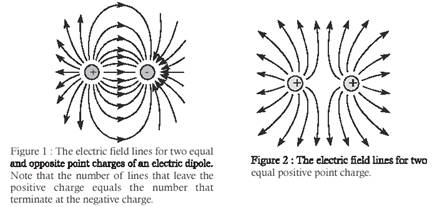 +
+
+
Figure 1 : The electric field lines for two equal
and opposite point charges of an electric dipole.
Note that the number of lines that leave the
positive charge equals the number that
terminate at the negative charge.
Figure 2 : The electric field lines for two
equal positive point charge.